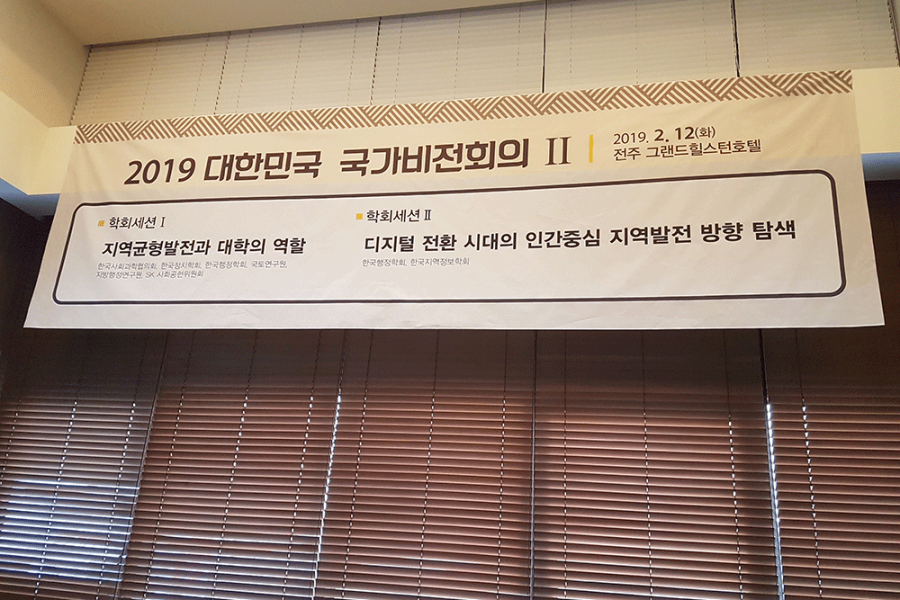 2019 대한민국 국가비전회의 Ⅱ
2019. 2. 12(화)
전주 그랜드힐스턴호텔
학회세션 Ⅰ
지역균형발전과 대학의 역할
한국사회과학협의회, 한국정치학회, 한국행정학회, 국토연구원,
지방행정연구원, SK 사회공헌위원회
학회세션 Ⅱ
디지털 전환 시대의 인간중심 지역발전 방향 탐색
한국행정학회, 한국지역정보학회